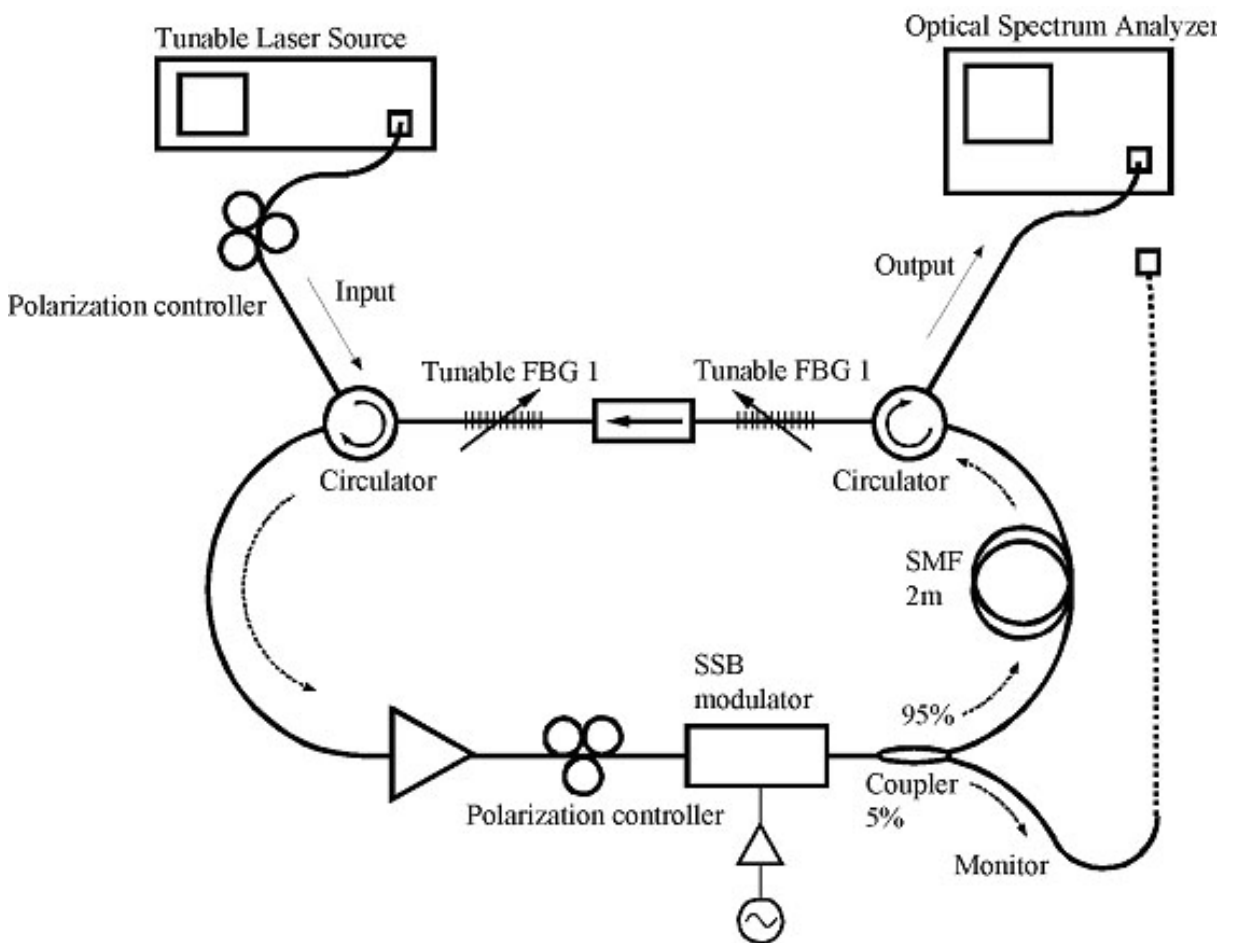 Tunable Laser Source
Optical Spectrum Analyzer
Polarization controller
Input
Output
Tunable FBG 1
Tunable FBG 1
Circulator
Circulator
SMF
2m
SSB
modulator
95%
Coupler
5%
Polarization controller
Monitor